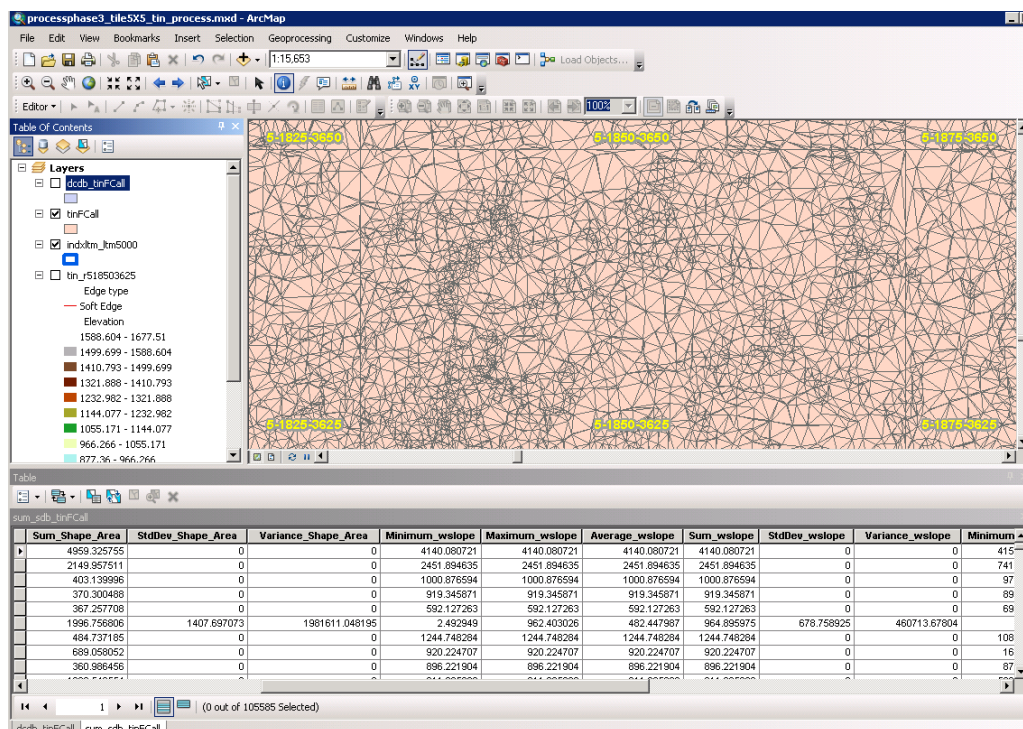 processphase3_tile5X5_tin_process.mxd - ArcMap
File Edit View Bookmarks Insert Selection Geoprocessing Customize Windows Help
1:15,653 Load Objects...
Editor 100%
Table Of Contents
Layers
dcdb_tinFCall
tinFCall
indxltm_ltm5000
tin_r518503625
Edge type
Soft Edge
Elevation
1588.604 - 1677.51
1499.699 - 1588.604
1410.793 - 1499.699
1321.888 - 1410.793
1232.982 - 1321.888
1144.077 - 1232.982
1055.171 - 1144.077
966.266 - 1055.171
877.36 - 966.266
5-1825-3650 5-1850-3650 5-1875-3650
5-1825-3625 5-1850-3625 5-1875-3625
Table
sum_sdb_tinFCall
Sum_Shape_Area StdDev_Shape_Area Variance_Shape_Area Minimum_wslope Maximum_wslope Average_wslope Sum_wslope StdDev_wslope Variance_wslope Minimum
4959.325755 0 0 4140.080721 4140.080721 4140.080721 4140.080721 0 0 415
2149.957511 0 0 2451.894635 2451.894635 2451.894635 2451.894635 0 0 741
403.139996 0 0 1000.876594 1000.876594 1000.876594 1000.876594 0 0 97
370.300488 0 0 919.345871 919.345871 919.345871 919.345871 0 0 89
367.257708 0 0 592.127263 592.127263 592.127263 592.127263 0 0 69
1996.756806 1407.697073 1981611.048195 2.492949 962.403026 482.447987 964.895975 678.758925 460713.67804
484.737185 0 0 1244.748284 1244.748284 1244.748284 1244.748284 0 0 108
689.058052 0 0 920.224707 920.224707 920.224707 920.224707 0 0 16
360.986456 0 0 896.221904 896.221904 896.221904 896.221904 0 0 87
1 (0 out of 105585 Selected)
dcdb_tinFCall sum_sdb_tinFCall